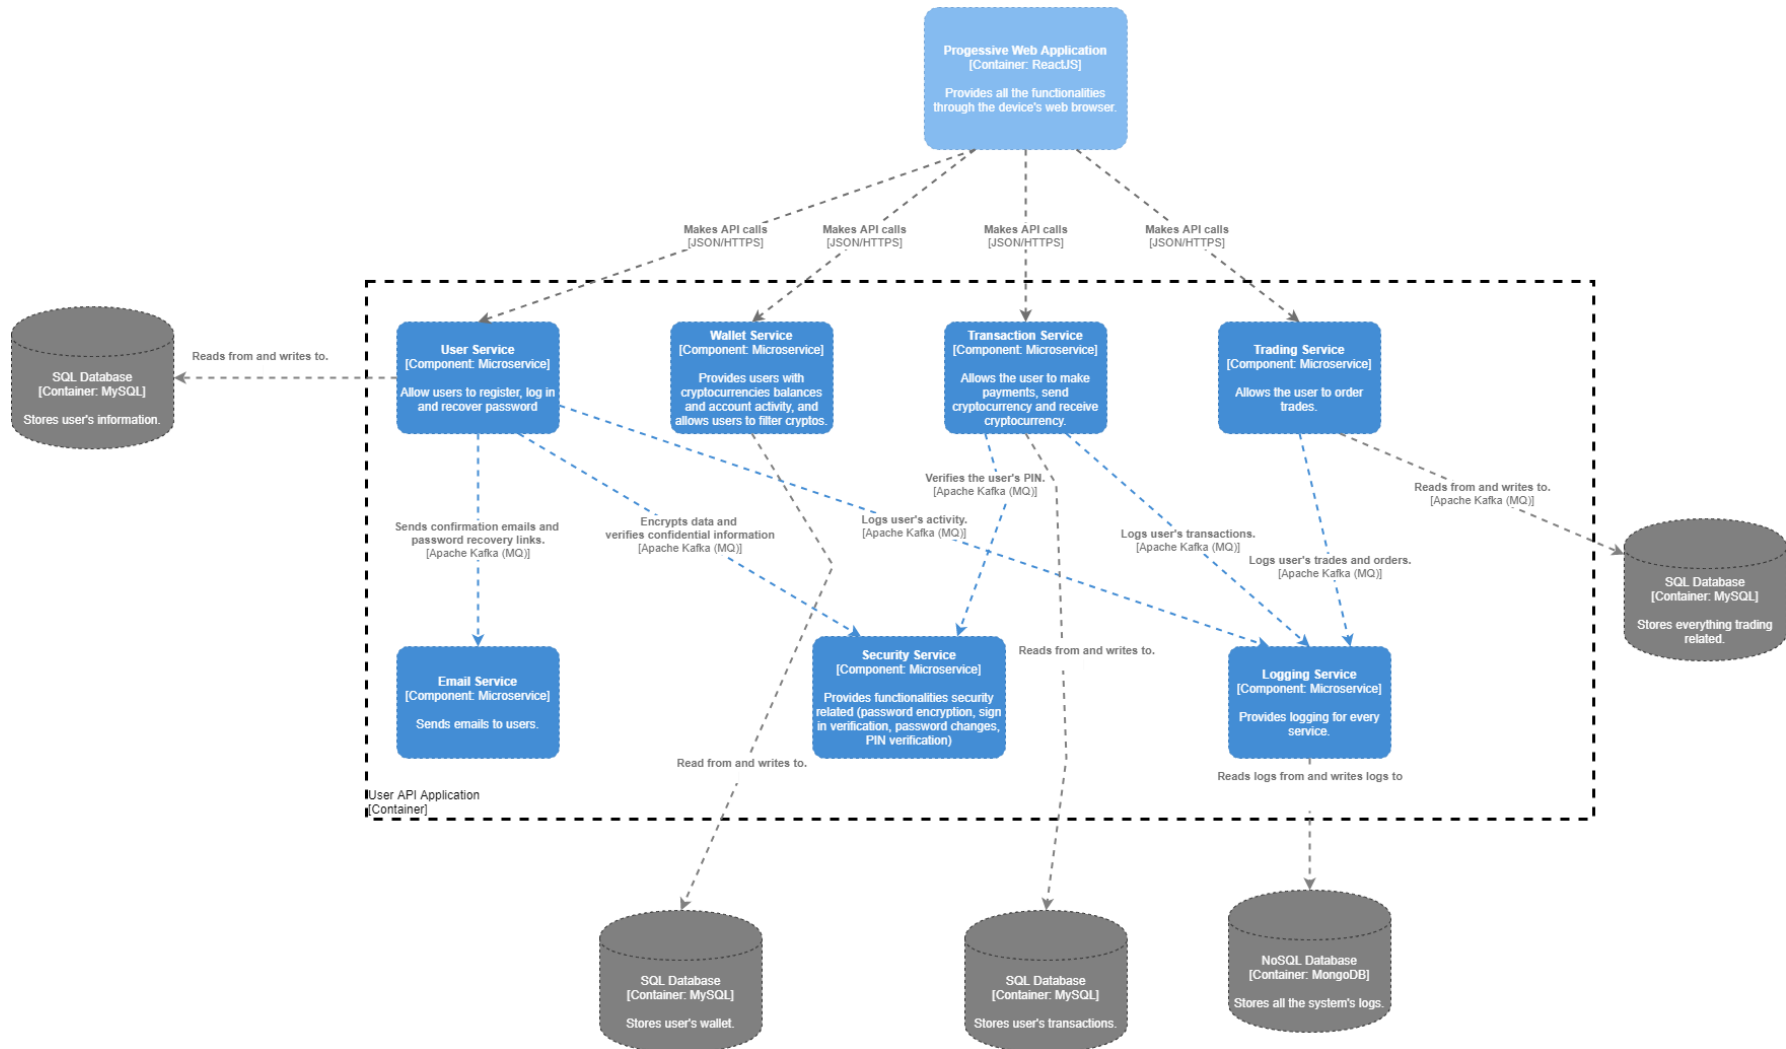 Progessive Web Application
[Container: ReactJS]
Provides all the functionalities
through the device's web browser.
Makes API calls
[JSON/HTTPS]
Makes API calls
[JSON/HTTPS]
Makes API calls
[JSON/HTTPS]
Makes API calls
[JSON/HTTPS]
SQL Database
[Container: MySQL]
Stores user's information.
Reads from and writes to.
User Service
[Component: Microservice]
Allow users to register, log in
and recover password
Wallet Service
[Component: Microservice]
Provides users with
cryptocurrencies balances
and account activity, and
allows users to filter cryptos.
Transaction Service
[Component: Microservice]
Allows the user to make
payments, send
cryptocurrency and receive
cryptocurrency.
Trading Service
[Component: Microservice]
Allows the user to order
trades.
Verifies the user's PIN.
[Apache Kafka (MQ)]
Reads from and writes to.
[Apache Kafka (MQ)]
Sends confirmation emails and
password recovery links.
[Apache Kafka (MQ)]
Encrypts data and
verifies confidential information
[Apache Kafka (MQ)]
Logs user's activity.
[Apache Kafka (MQ)]
Logs user's transactions.
[Apache Kafka (MQ)]
Logs user's trades and orders.
[Apache Kafka (MQ)]
SQL Database
[Container: MySQL]
Stores everything trading
related.
Email Service
[Component: Microservice]
Sends emails to users.
Security Service
[Component: Microservice]
Provides functionalities security
related (password encryption, sign
in verification, password changes,
PIN verification)
Reads from and writes to.
Logging Service
[Component: Microservice]
Provides logging for every
service.
Read from and writes to.
Reads logs from and writes logs to
User API Application
[Container]
SQL Database
[Container: MySQL]
Stores user's wallet.
SQL Database
[Container: MySQL]
Stores user's transactions.
NoSQL Database
[Container: MongoDB]
Stores all the system's logs.